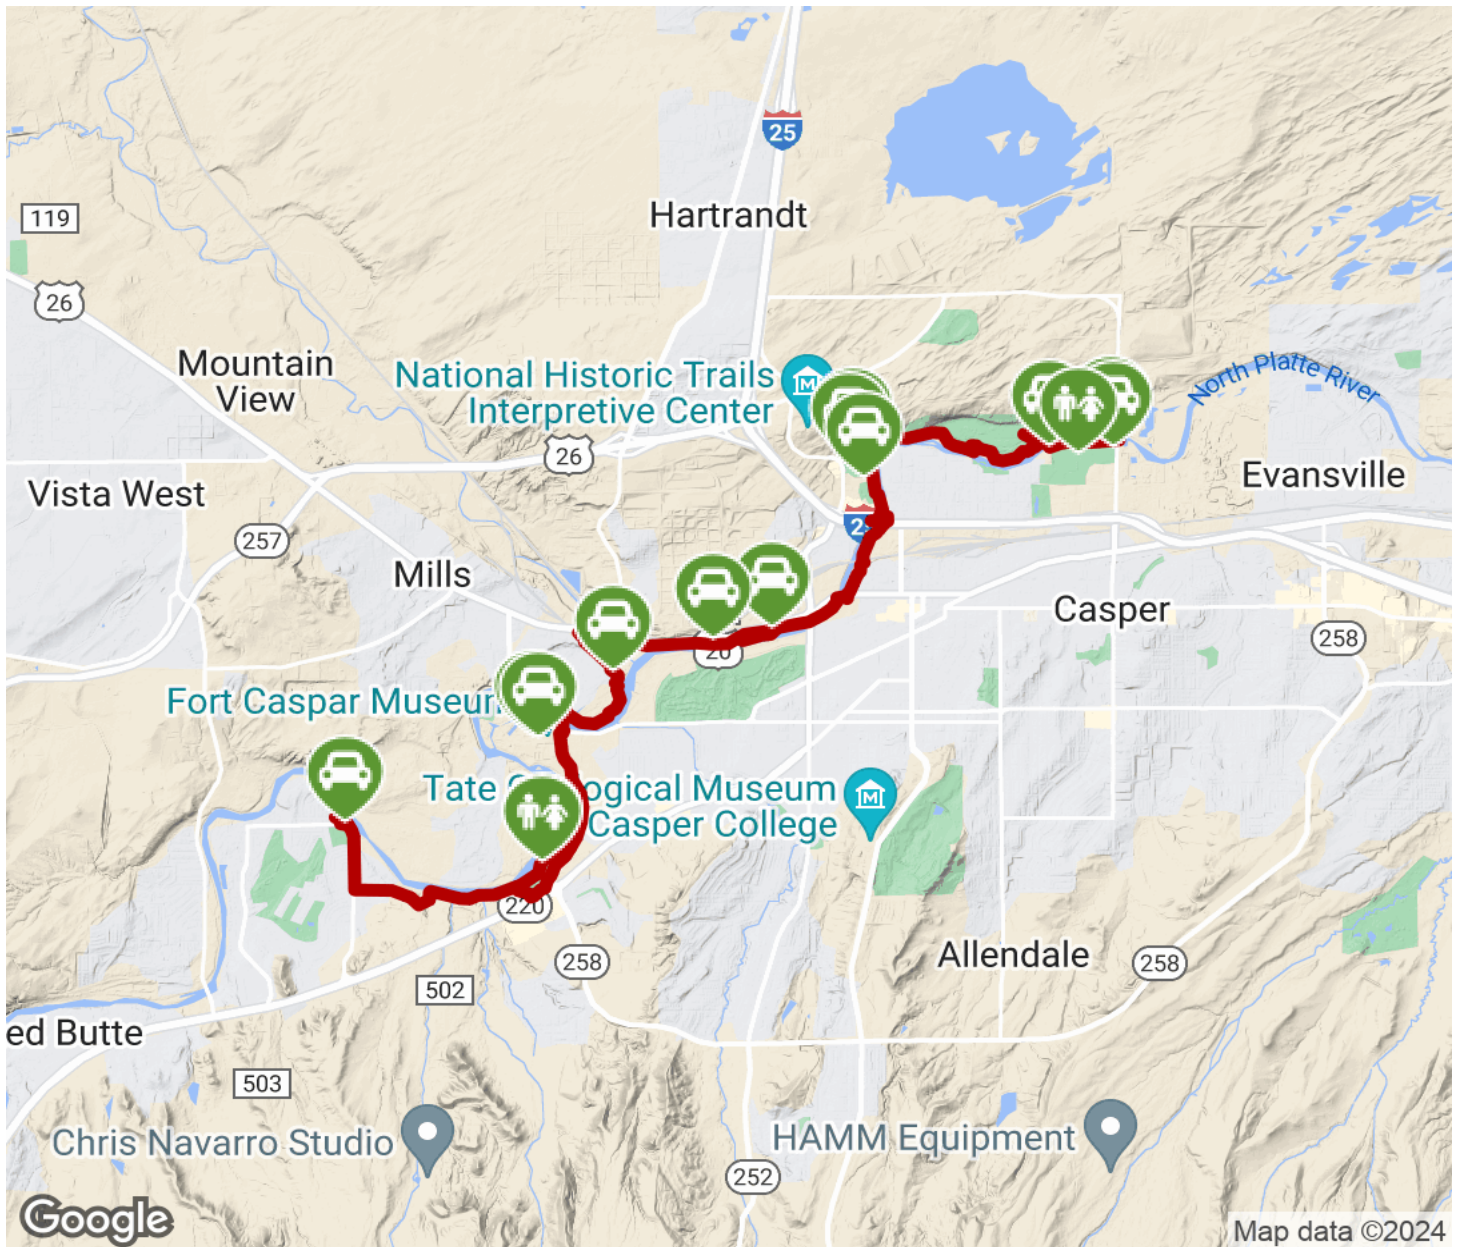 25
Hartrandt
119
26
Mountain
View
National Historic Trails
Interpretive Center
North Platte River
26
Evansville
Vista West
257
2
Mills
Casper
258
20
Fort Caspar Museum
Tate
ogical Museum
Casper College
220
258
Allendale
258
502
ed Butte
503
Chris Navarro Studio
HAMM Equipment
252
Google
Map data ©2024